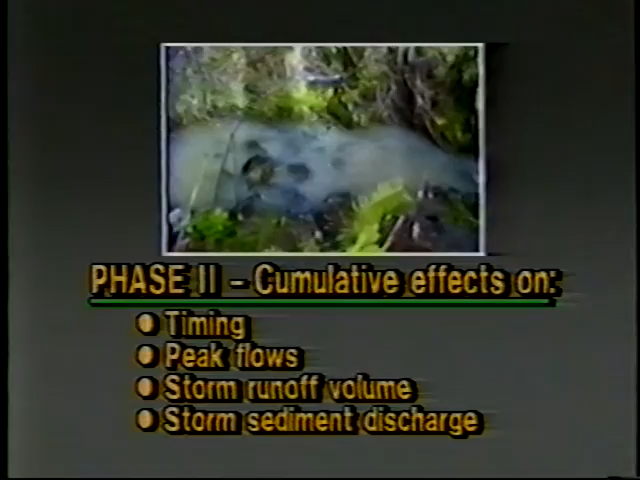 PHASE II – Cumulative effects on:
● Timing
● Peak flows
● Storm runoff volume
● Storm sediment discharge